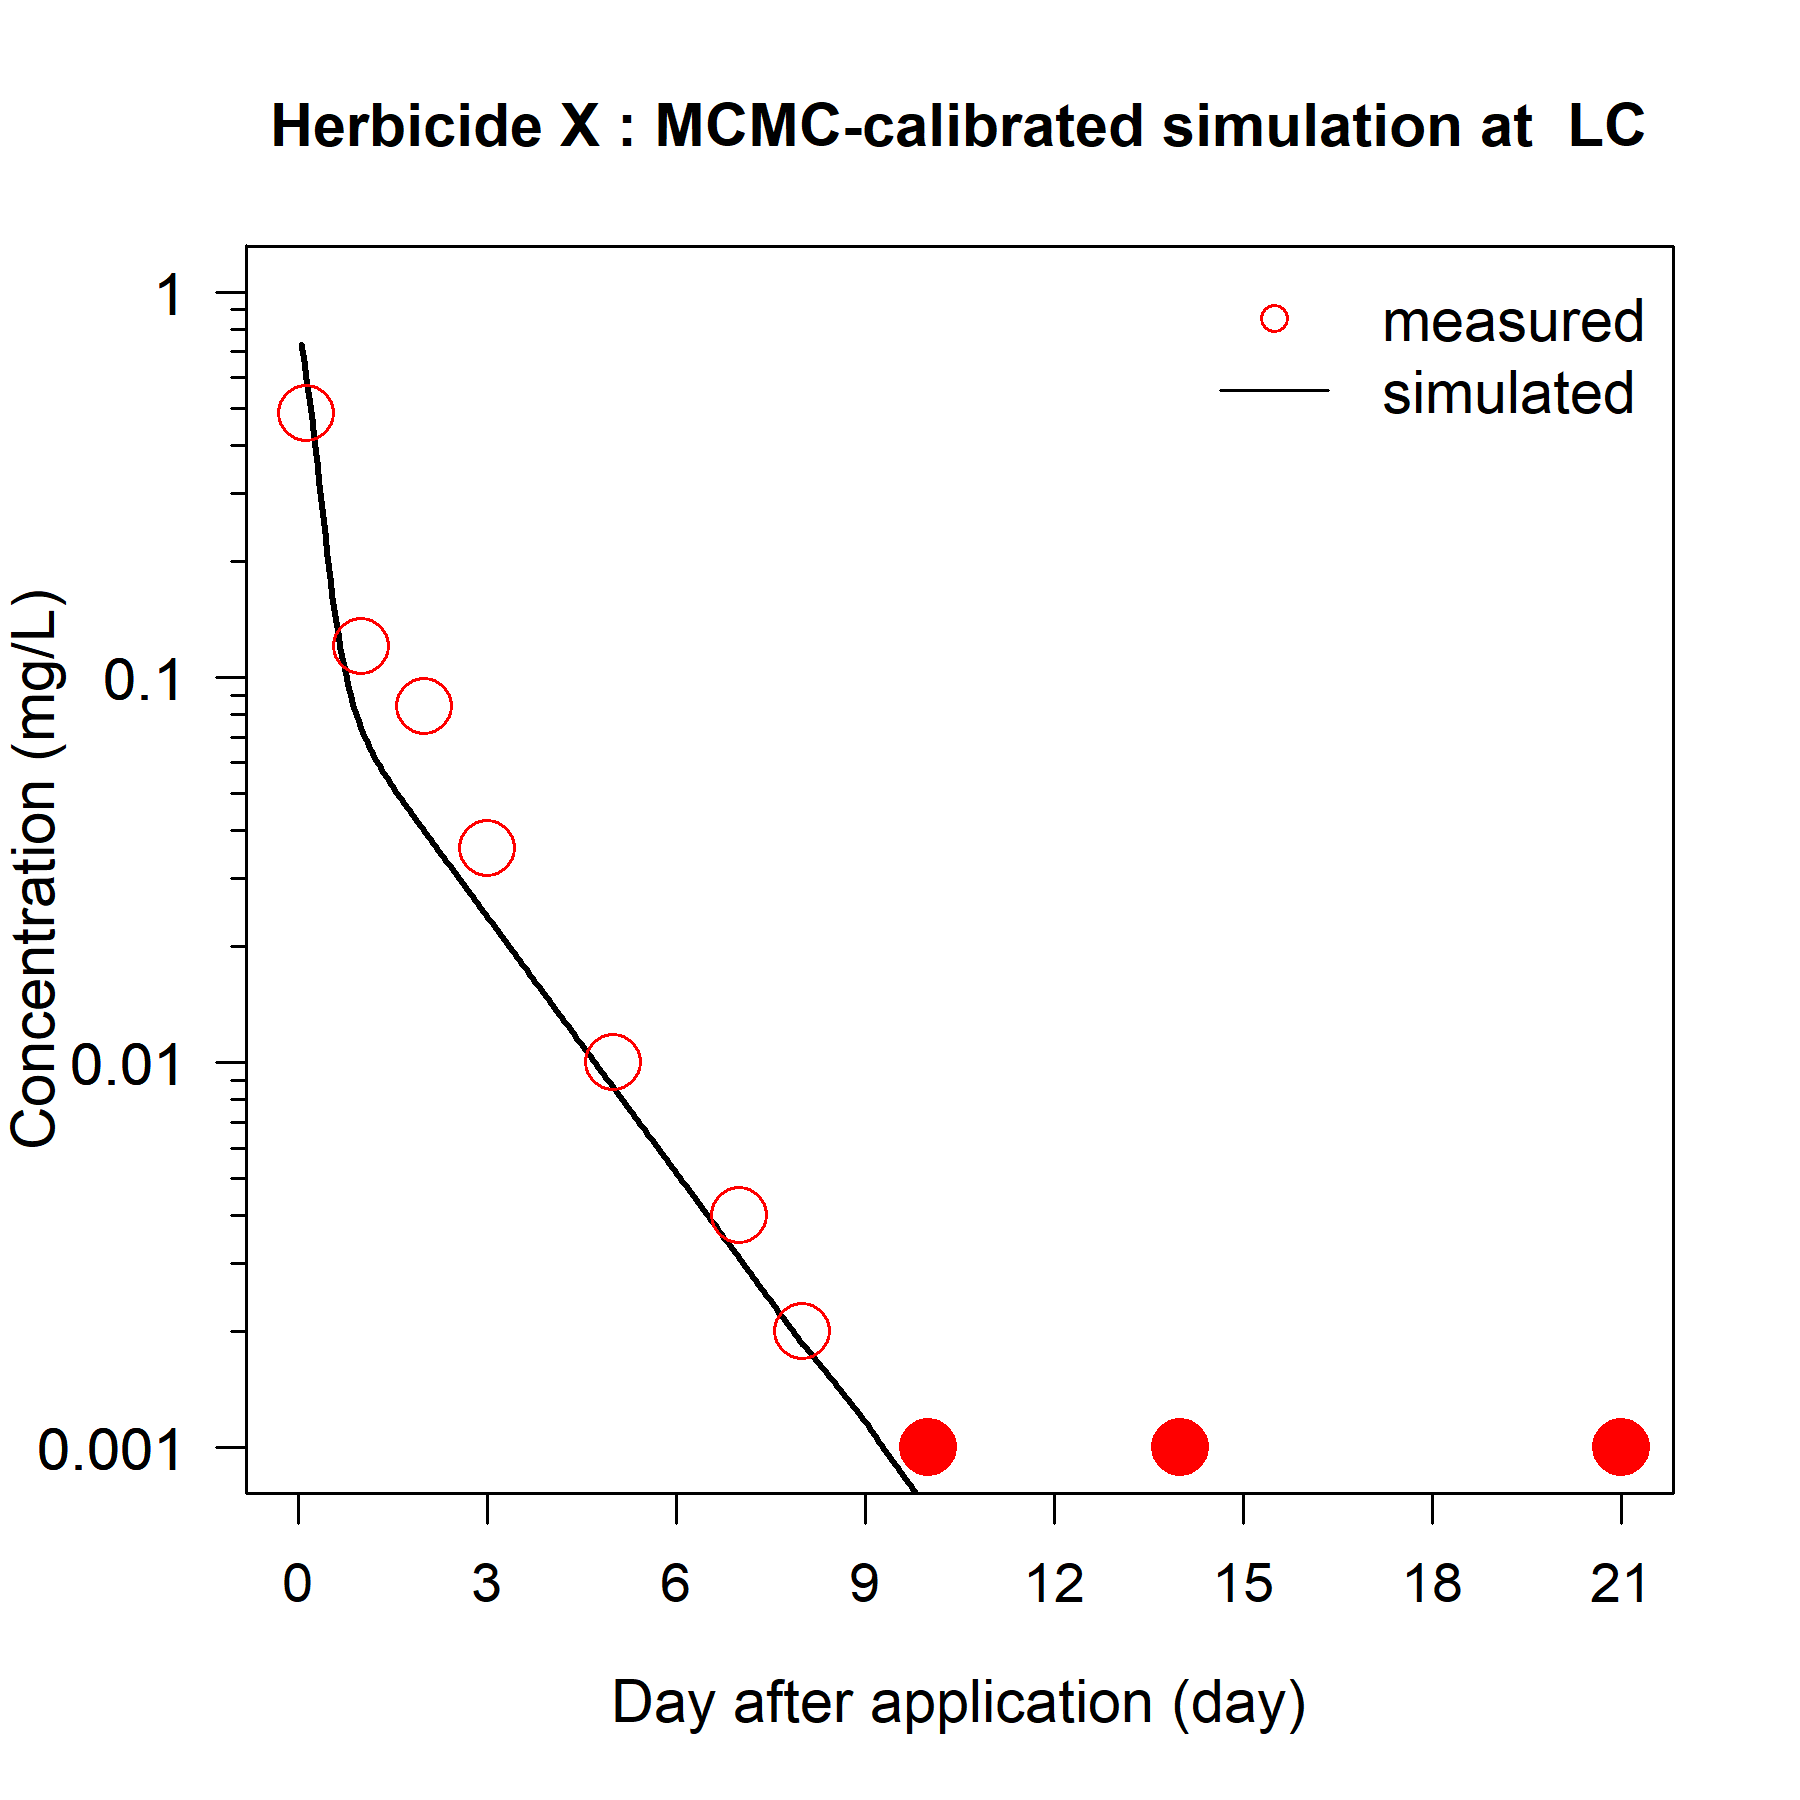 Herbicide X : MCMC-calibrated simulation at  LC
measured
simulated
Concentration (mg/L)
1
0.1
0.01
0.001
0 3 6 9 12 15 18 21
Day after application (day)